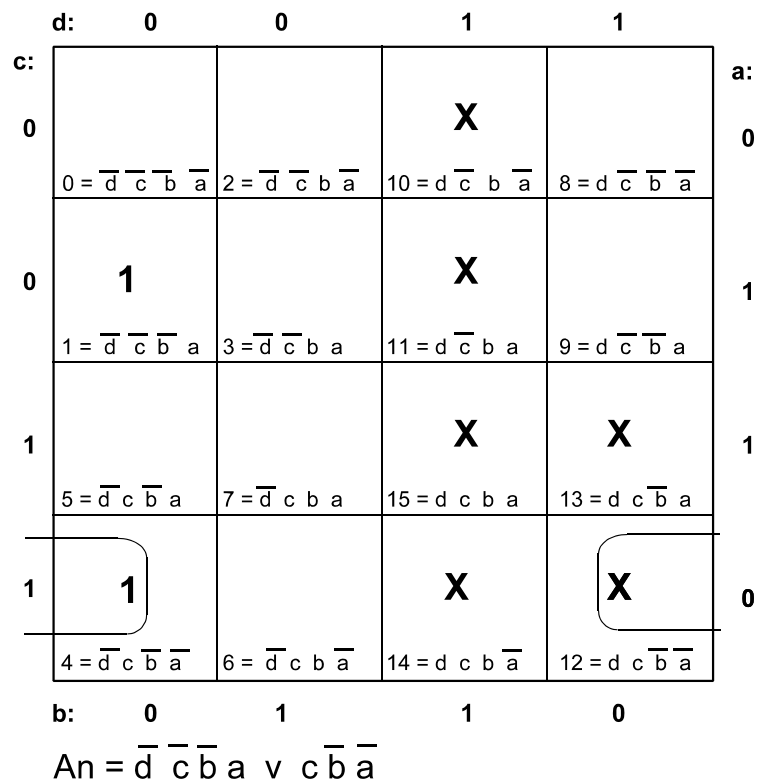 d: 0 0 1 1
c: a:
0 X 0
0 = d̅ c̅ b̅ a̅ 2 = d̅ c̅ b a̅ 10 = d c̅ b a̅ 8 = d c̅ b̅ a̅
0 1 X 1
1 = d̅ c̅ b̅ a 3 = d̅ c̅ b a 11 = d c̅ b a 9 = d c̅ b̅ a
1 X X 1
5 = d̅ c b̅ a 7 = d̅ c b a 15 = d c b a 13 = d c b̅ a
1 1 X X 0
4 = d̅ c b̅ a̅ 6 = d̅ c b a̅ 14 = d c b a̅ 12 = d c b̅ a̅
b: 0 1 1 0
An = d̅ c̅ b̅ a v c b̅ a̅